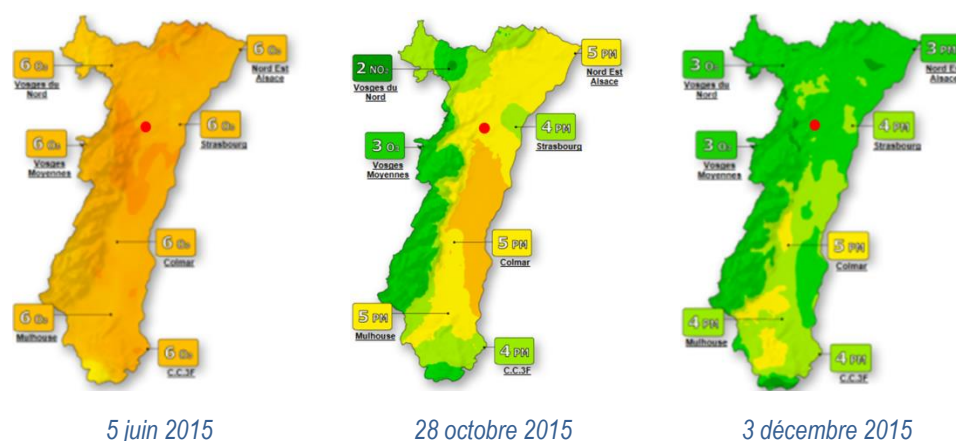 6 O₃
Vosges du
Nord
6 O₃
Nord Est
Alsace
6 O₃
Strasbourg
6 O₃
Vosges
Moyennes
6 O₃
Colmar
6 O₃
Mulhouse
6 O₃
C.C.3F
5 juin 2015
2 NO₂
Vosges du
Nord
5 PM
Nord Est
Alsace
4 PM
Strasbourg
3 O₃
Vosges
Moyennes
5 PM
Colmar
5 PM
Mulhouse
4 PM
C.C.3F
28 octobre 2015
3 O₃
Vosges du
Nord
3 PM
Nord Est
Alsace
4 PM
Strasbourg
3 O₃
Vosges
Moyennes
5 PM
Colmar
4 PM
Mulhouse
4 PM
C.C.3F
3 décembre 2015